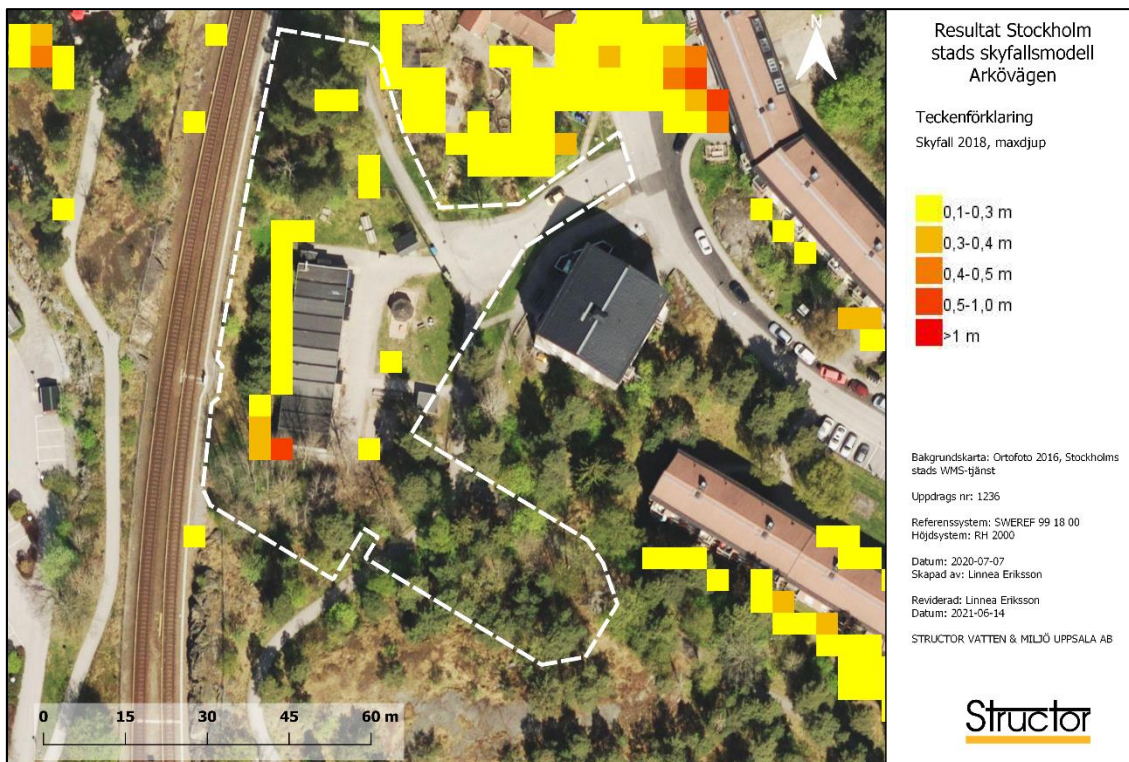 Resultat Stockholm
stads skyfallsmodell
Arkövägen
N
Teckenförklaring
Skyfall 2018, maxdjup
0,1-0,3 m
0,3-0,4 m
0,4-0,5 m
0,5-1,0 m
>1 m
Bakgrundskarta: Ortofoto 2016, Stockholms
stads WMS-tjänst
Uppdrags nr: 1236
Referenssystem: SWEREF 99 18 00
Höjdsystem: RH 2000
Datum: 2020-07-07
Skapad av: Linnea Eriksson
Reviderad: Linnea Eriksson
Datum: 2021-06-14
STRUCTOR VATTEN & MILJÖ UPPSALA AB
0 15 30 45 60 m
Structor